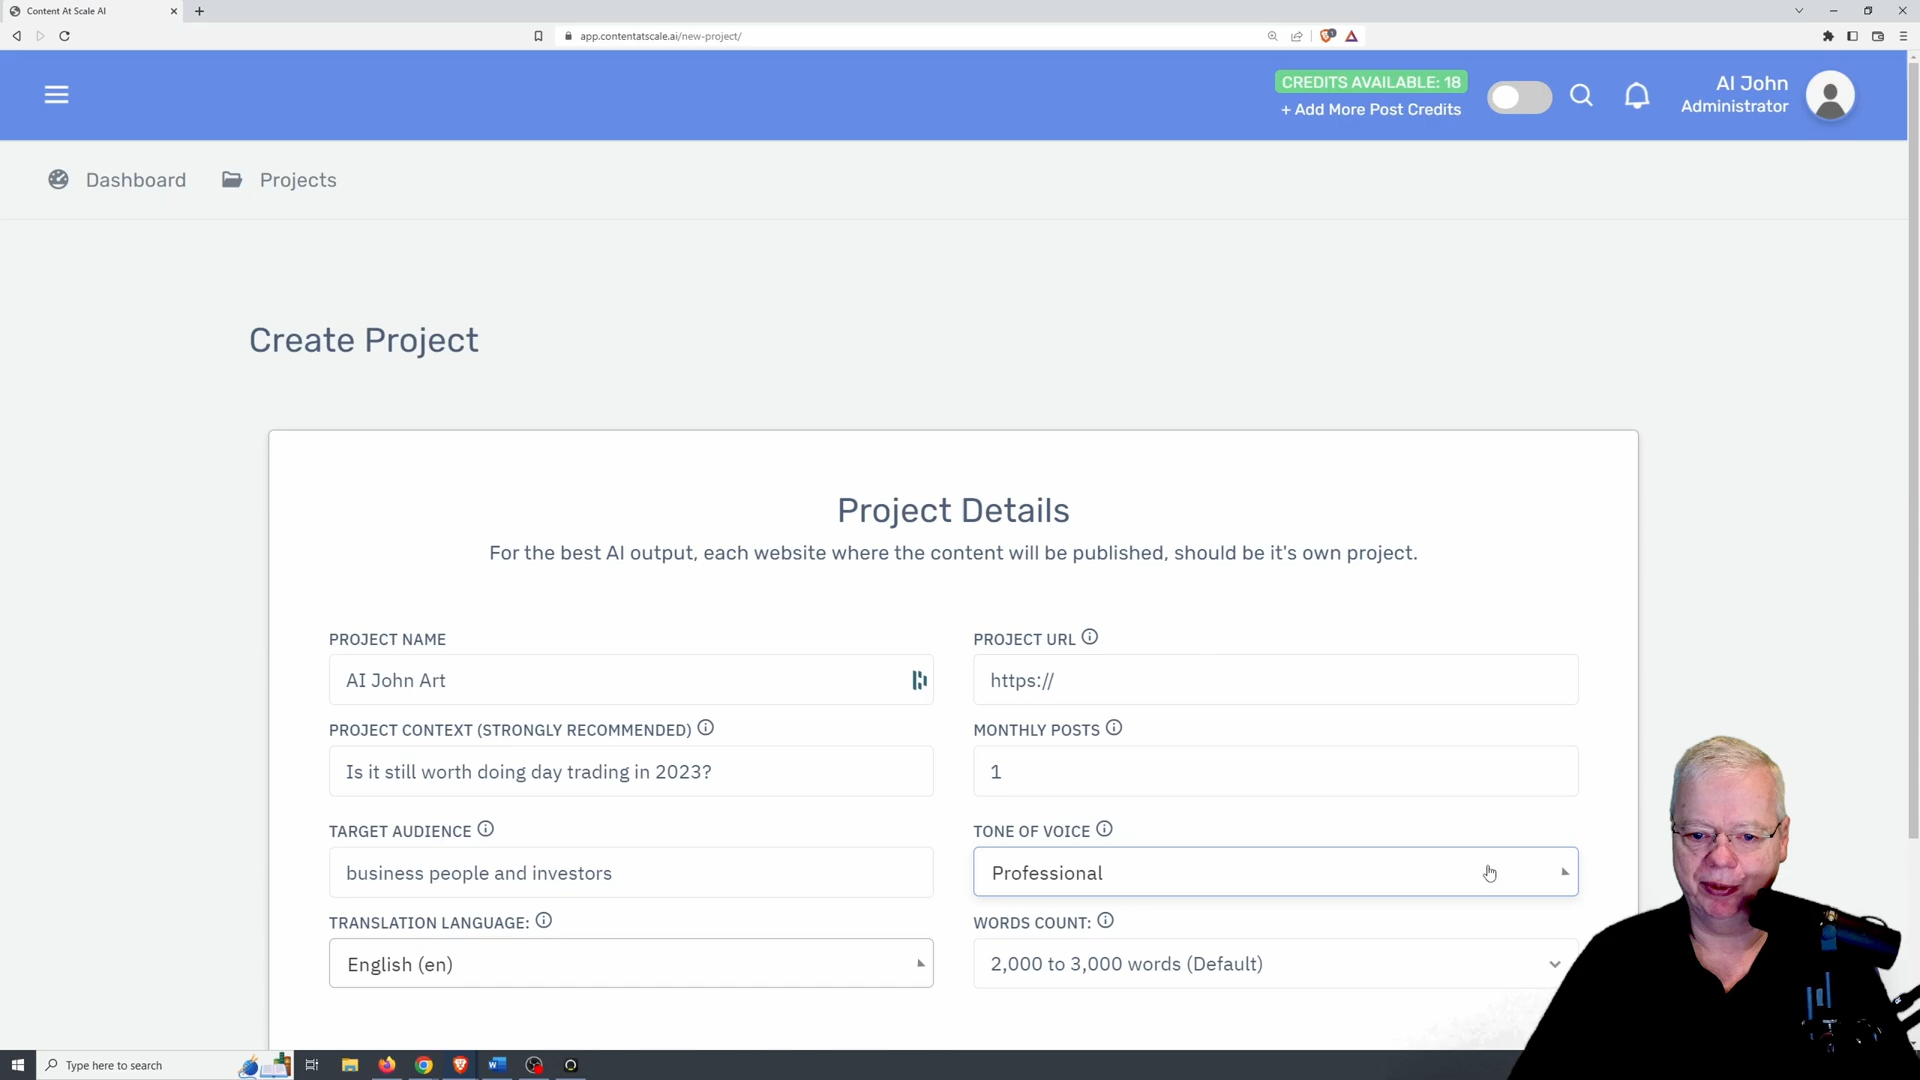 Content At Scale AI
app.contentatscale.ai/new-project/
CREDITS AVAILABLE: 18
+ Add More Post Credits
AI John
Administrator
Dashboard
Projects
Create Project
Project Details
For the best AI output, each website where the content will be published, should be it's own project.
PROJECT NAME
PROJECT URL
AI John Art
https://
PROJECT CONTEXT (STRONGLY RECOMMENDED)
MONTHLY POSTS
Is it still worth doing day trading in 2023?
1
TARGET AUDIENCE
TONE OF VOICE
business people and investors
Professional
TRANSLATION LANGUAGE:
WORDS COUNT:
English (en)
2,000 to 3,000 words (Default)
Type here to search